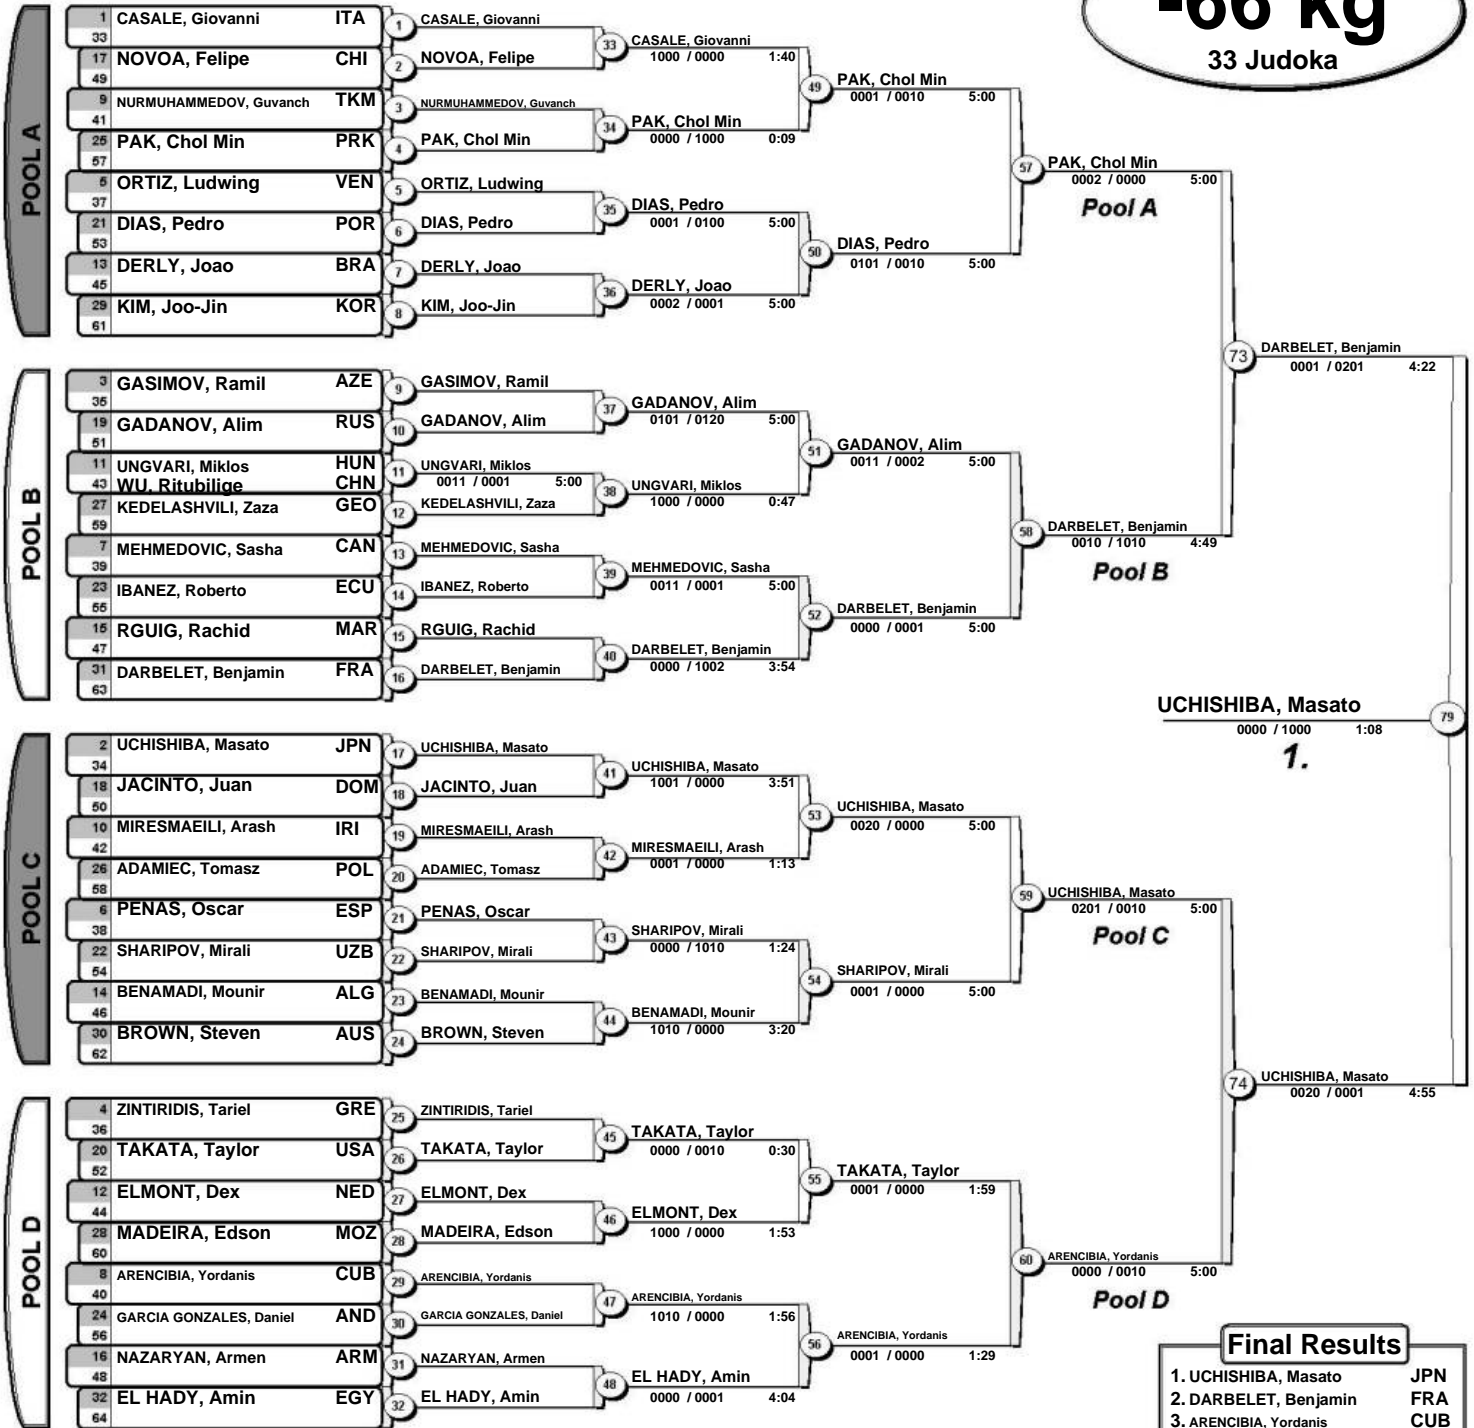 -66 kg
33 Judoka
POOL A
1 CASALE, Giovanni ITA
33
17 NOVOA, Felipe CHI
49
9 NURMUHAMMEDOV, Guvanch TKM
41
25 PAK, Chol Min PRK
57
5 ORTIZ, Ludwing VEN
37
21 DIAS, Pedro POR
53
13 DERLY, Joao BRA
45
29 KIM, Joo-Jin KOR
61
1 CASALE, Giovanni
2 NOVOA, Felipe
3 NURMUHAMMEDOV, Guvanch
4 PAK, Chol Min
5 ORTIZ, Ludwing
6 DIAS, Pedro
7 DERLY, Joao
8 KIM, Joo-Jin
33 CASALE, Giovanni
1000 / 0000 1:40
34 PAK, Chol Min
0000 / 1000 0:09
35 DIAS, Pedro
0001 / 0100 5:00
36 DERLY, Joao
0002 / 0001 5:00
49 PAK, Chol Min
0001 / 0010 5:00
50 DIAS, Pedro
0101 / 0010 5:00
57 PAK, Chol Min
0002 / 0000 5:00
Pool A
POOL B
3 GASIMOV, Ramil AZE
35
19 GADANOV, Alim RUS
51
11 UNGVARI, Miklos HUN
43 WU, Ritubilige CHN
27 KEDELASHVILI, Zaza GEO
59
7 MEHMEDOVIC, Sasha CAN
39
23 IBANEZ, Roberto ECU
55
15 RGUIG, Rachid MAR
47
31 DARBELET, Benjamin FRA
63
9 GASIMOV, Ramil
10 GADANOV, Alim
11 UNGVARI, Miklos
0011 / 0001 5:00
12 KEDELASHVILI, Zaza
13 MEHMEDOVIC, Sasha
14 IBANEZ, Roberto
15 RGUIG, Rachid
16 DARBELET, Benjamin
37 GADANOV, Alim
0101 / 0120 5:00
38 UNGVARI, Miklos
1000 / 0000 0:47
39 MEHMEDOVIC, Sasha
0011 / 0001 5:00
40 DARBELET, Benjamin
0000 / 1002 3:54
51 GADANOV, Alim
0011 / 0002 5:00
52 DARBELET, Benjamin
0000 / 0001 5:00
58 DARBELET, Benjamin
0010 / 1010 4:49
Pool B
73 DARBELET, Benjamin
0001 / 0201 4:22
UCHISHIBA, Masato 79
0000 / 1000 1:08
1.
POOL C
2 UCHISHIBA, Masato JPN
34
18 JACINTO, Juan DOM
50
10 MIRESMAEILI, Arash IRI
42
26 ADAMIEC, Tomasz POL
58
6 PENAS, Oscar ESP
38
22 SHARIPOV, Mirali UZB
54
14 BENAMADI, Mounir ALG
46
30 BROWN, Steven AUS
62
17 UCHISHIBA, Masato
18 JACINTO, Juan
19 MIRESMAEILI, Arash
20 ADAMIEC, Tomasz
21 PENAS, Oscar
22 SHARIPOV, Mirali
23 BENAMADI, Mounir
24 BROWN, Steven
41 UCHISHIBA, Masato
1001 / 0000 3:51
42 MIRESMAEILI, Arash
0001 / 0000 1:13
43 SHARIPOV, Mirali
0000 / 1010 1:24
44 BENAMADI, Mounir
1010 / 0000 3:20
53 UCHISHIBA, Masato
0020 / 0000 5:00
54 SHARIPOV, Mirali
0001 / 0000 5:00
59 UCHISHIBA, Masato
0201 / 0010 5:00
Pool C
74 UCHISHIBA, Masato
0020 / 0001 4:55
POOL D
4 ZINTIRIDIS, Tariel GRE
36
20 TAKATA, Taylor USA
52
12 ELMONT, Dex NED
44
28 MADEIRA, Edson MOZ
60
8 ARENCIBIA, Yordanis CUB
40
24 GARCIA GONZALES, Daniel AND
56
16 NAZARYAN, Armen ARM
48
32 EL HADY, Amin EGY
64
25 ZINTIRIDIS, Tariel
26 TAKATA, Taylor
27 ELMONT, Dex
28 MADEIRA, Edson
29 ARENCIBIA, Yordanis
30 GARCIA GONZALES, Daniel
31 NAZARYAN, Armen
32 EL HADY, Amin
45 TAKATA, Taylor
0000 / 0010 0:30
46 ELMONT, Dex
1000 / 0000 1:53
47 ARENCIBIA, Yordanis
1010 / 0000 1:56
48 EL HADY, Amin
0000 / 0001 4:04
55 TAKATA, Taylor
0001 / 0000 1:59
56 ARENCIBIA, Yordanis
0001 / 0000 1:29
60 ARENCIBIA, Yordanis
0000 / 0010 5:00
Pool D
Final Results
1. UCHISHIBA, Masato JPN
2. DARBELET, Benjamin FRA
3. ARENCIBIA, Yordanis CUB